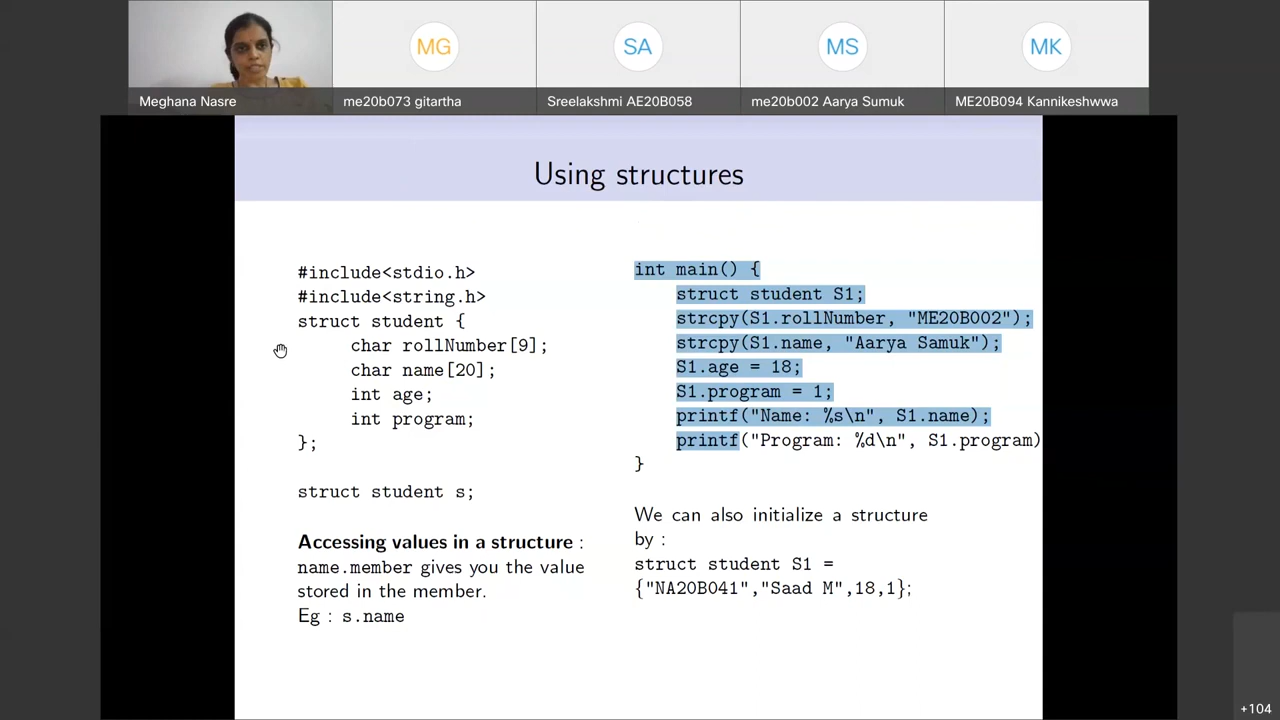 MG
SA
MS
MK
Meghana Nasre
me20b073 gitartha
Sreelakshmi AE20B058
me20b002 Aarya Sumuk
ME20B094 Kannikeshwwa
Using structures
#include<stdio.h>
#include<string.h>
struct student {
char rollNumber[9];
char name[20];
int age;
int program;
};
struct student s;
Accessing values in a structure :
name.member gives you the value
stored in the member.
Eg : s.name
int main() {
struct student S1;
strcpy(S1.rollNumber, "ME20B002");
strcpy(S1.name, "Aarya Samuk");
S1.age = 18;
S1.program = 1;
printf("Name: %s\n", S1.name);
printf("Program: %d\n", S1.program)
}
We can also initialize a structure
by :
struct student S1 =
{"NA20B041","Saad M",18,1};
+104